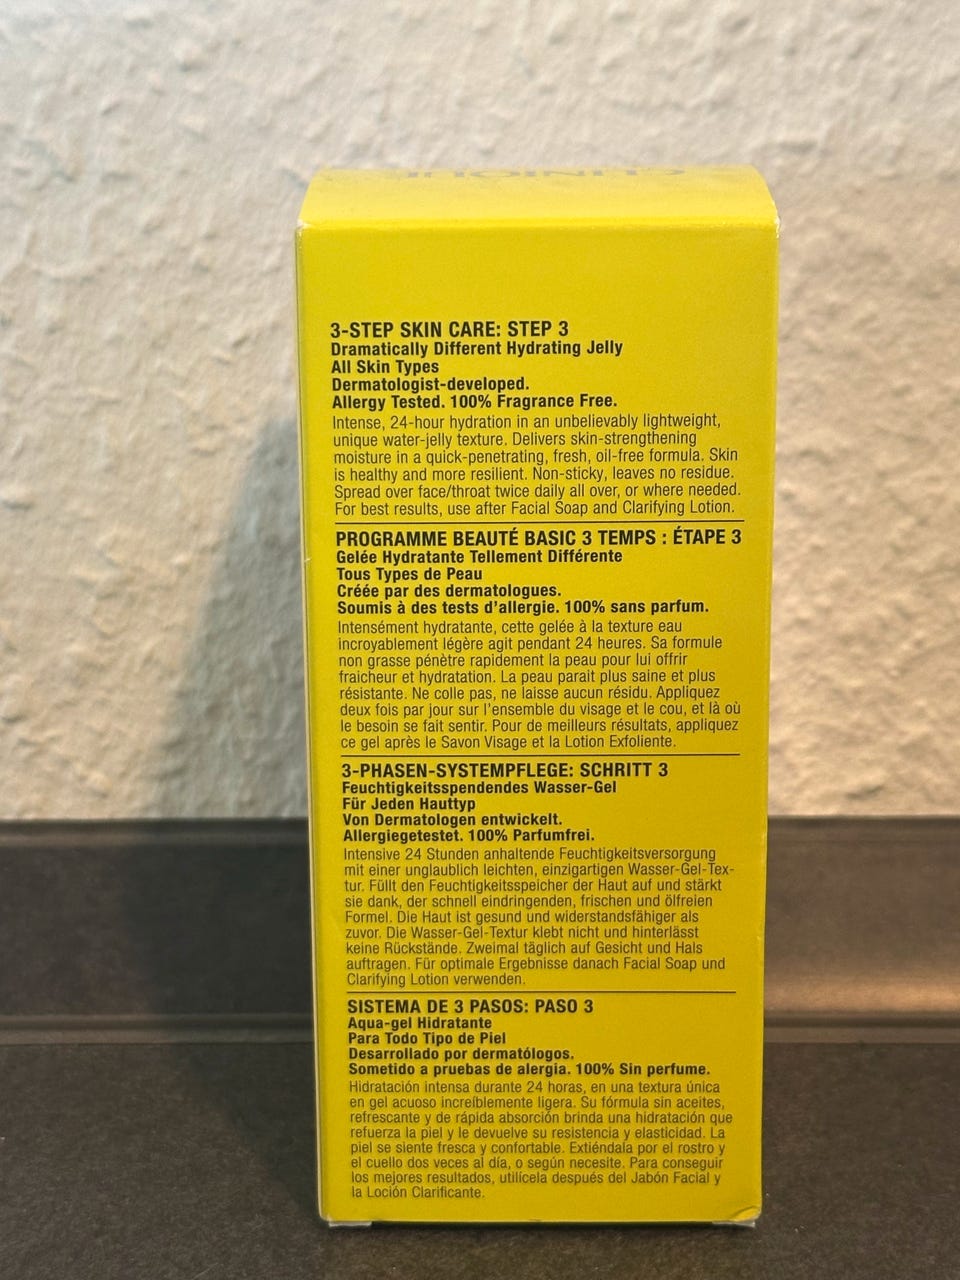 CLINIQUE
3-STEP SKIN CARE: STEP 3
Dramatically Different Hydrating Jelly
All Skin Types
Dermatologist-developed.
Allergy Tested. 100% Fragrance Free.
Intense, 24-hour hydration in an unbelievably lightweight,
unique water-jelly texture. Delivers skin-strengthening
moisture in a quick-penetrating, fresh, oil-free formula. Skin
is healthy and more resilient. Non-sticky, leaves no residue.
Spread over face/throat twice daily all over, or where needed.
For best results, use after Facial Soap and Clarifying Lotion.
PROGRAMME BEAUTÉ BASIC 3 TEMPS : ÉTAPE 3
Gelée Hydratante Tellement Différente
Tous Types de Peau
Créée par des dermatologues.
Soumis à des tests d'allergie. 100% sans parfum.
Intensément hydratante, cette gelée à la texture eau
incroyablement légère agit pendant 24 heures. Sa formule
non grasse pénètre rapidement la peau pour lui offrir
fraicheur et hydratation. La peau parait plus saine et plus
résistante. Ne colle pas, ne laisse aucun résidu. Appliquez
deux fois par jour sur l'ensemble du visage et le cou, et là où
le besoin se fait sentir. Pour de meilleurs résultats, appliquez
ce gel après le Savon Visage et la Lotion Exfoliente.
3-PHASEN-SYSTEMPFLEGE: SCHRITT 3
Feuchtigkeitsspendendes Wasser-Gel
Für Jeden Hauttyp
Von Dermatologen entwickelt.
Allergiegetestet. 100% Parfumfrei.
Intensive 24 Stunden anhaltende Feuchtigkeitsversorgung
mit einer unglaublich leichten, einzigartigen Wasser-Gel-Tex-
tur. Füllt den Feuchtigkeitsspeicher der Haut auf und stärkt
sie dank, der schnell eindringenden, frischen und ölfreien
Formel. Die Haut ist gesund und widerstandsfähiger als
zuvor. Die Wasser-Gel-Textur klebt nicht und hinterlässt
keine Rückstände. Zweimal täglich auf Gesicht und Hals
auftragen. Für optimale Ergebnisse danach Facial Soap und
Clarifying Lotion verwenden.
SISTEMA DE 3 PASOS: PASO 3
Aqua-gel Hidratante
Para Todo Tipo de Piel
Desarrollado por dermatólogos.
Sometido a pruebas de alergia. 100% Sin perfume.
Hidratación intensa durante 24 horas, en una textura única
en gel acuoso increíblemente ligera. Su fórmula sin aceites,
refrescante y de rápida absorción brinda una hidratación que
refuerza la piel y le devuelve su resistencia y elasticidad. La
piel se siente fresca y confortable. Extiéndala por el rostro y
el cuello dos veces al día, o según necesite. Para conseguir
los mejores resultados, utilícela después del Jabón Facial y
la Loción Clarificante.